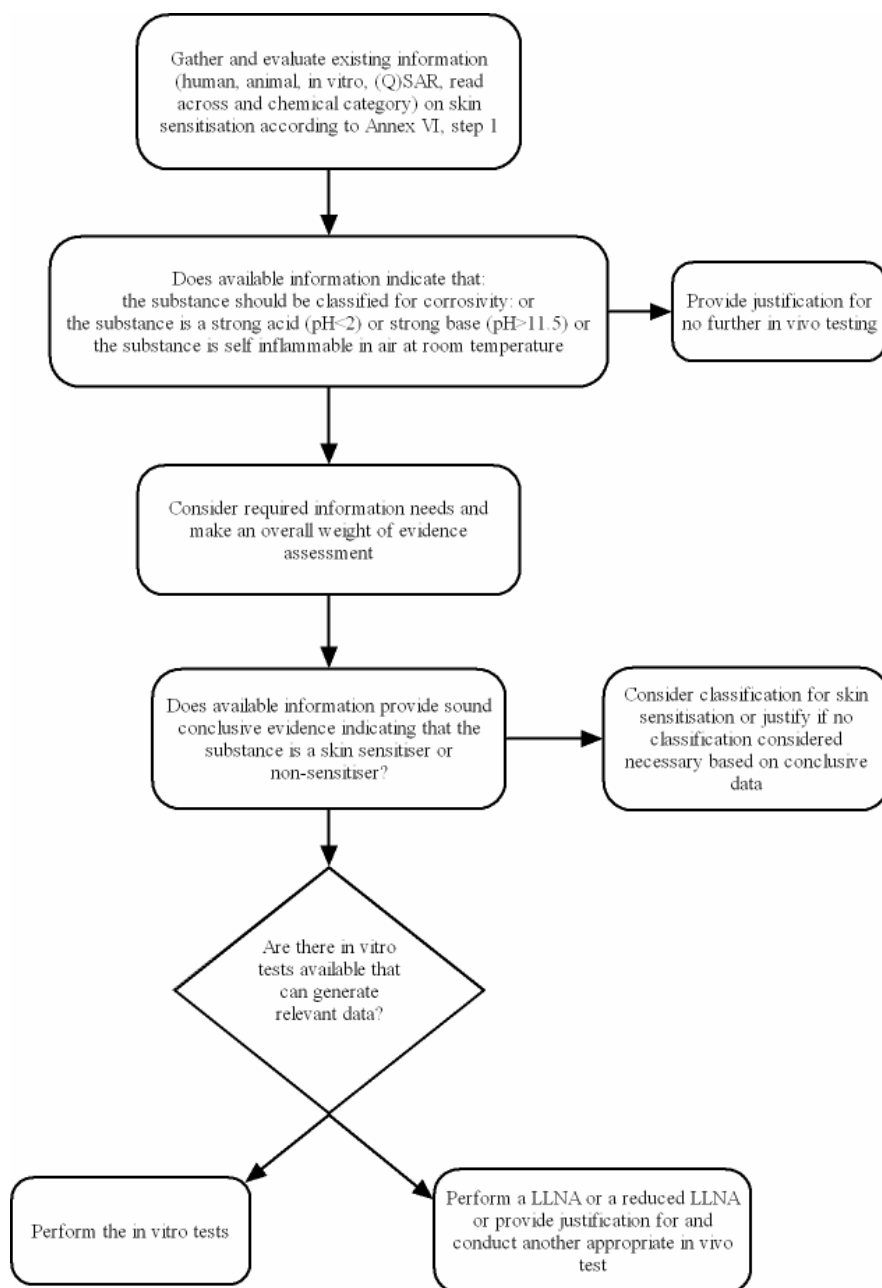 Gather and evaluate existing information
(human, animal, in vitro, (Q)SAR, read
across and chemical category) on skin
sensitisation according to Annex VI, step 1
Does available information indicate that:
the substance should be classified for corrosivity: or
the substance is a strong acid (pH<2) or strong base (pH>11.5) or
the substance is self inflammable in air at room temperature
Provide justification for
no further in vivo testing
Consider required information needs and
make an overall weight of evidence
assessment
Does available information provide sound
conclusive evidence indicating that the
substance is a skin sensitiser or
non-sensitiser?
Consider classification for skin
sensitisation or justify if no
classification considered
necessary based on conclusive
data
Are there in vitro
tests available that
can generate
relevant data?
Perform the in vitro tests
Perform a LLNA or a reduced LLNA
or provide justification for and
conduct another appropriate in vivo
test